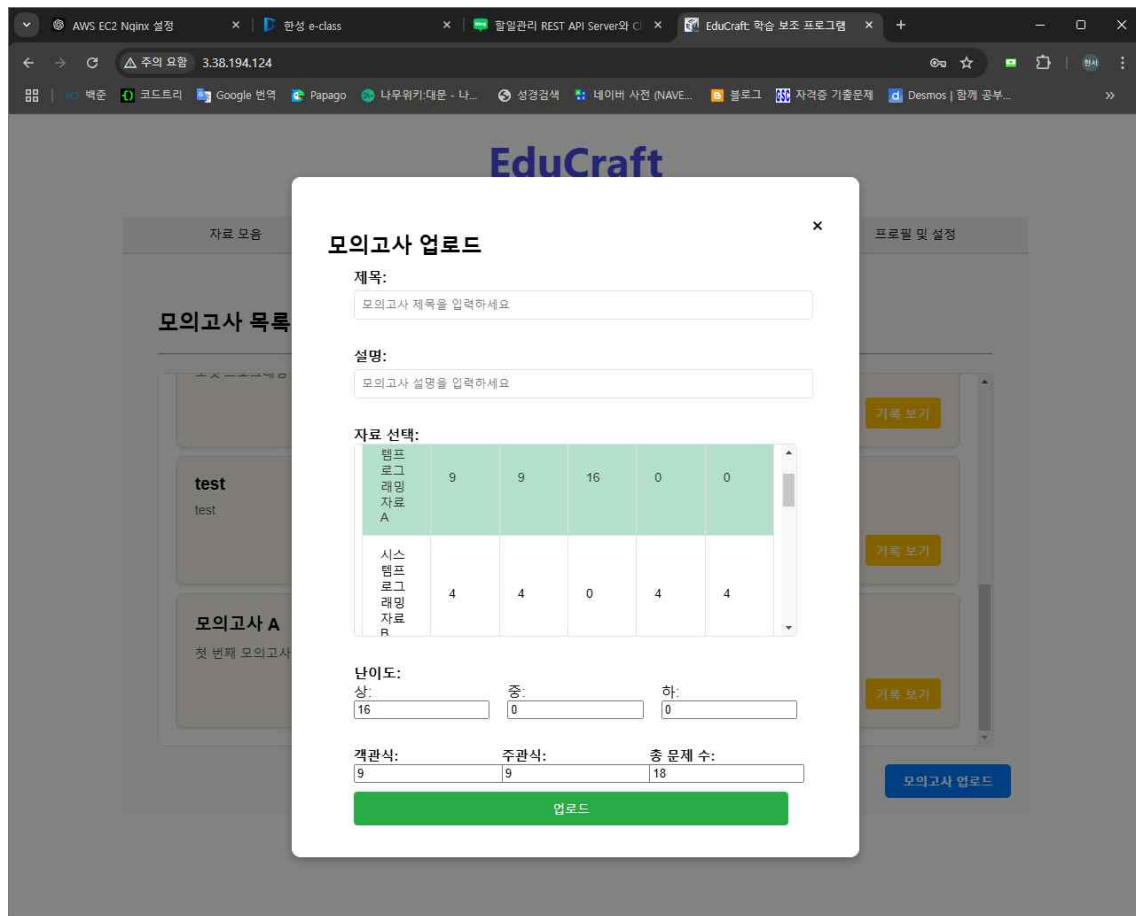 AWS EC2 Nginx 설정
한성 e-class
할일관리 REST API Server와 Cl
EduCraft: 학습 보조 프로그램
주의 요함 3.38.194.124
현서
백준 코드트리 Google 번역 Papago 나무위키:대문 - 나... 성경검색 네이버 사전 (NAVE... 블로그 자격증 기출문제 Desmos | 함께 공부...
EduCraft
자료 모음
프로필 및 설정
모의고사 목록
기록 보기
test
test
기록 보기
모의고사 A
첫 번째 모의고사
기록 보기
모의고사 업로드
모의고사 업로드
×
제목:
모의고사 제목을 입력하세요
설명:
모의고사 설명을 입력하세요
자료 선택:
템프
로그
래밍
자료
A
9 9 16 0 0
시스
템프
로그
래밍
자료
B
4 4 0 4 4
난이도:
상: 중: 하:
16 0 0
객관식: 주관식: 총 문제 수:
9 9 18
업로드